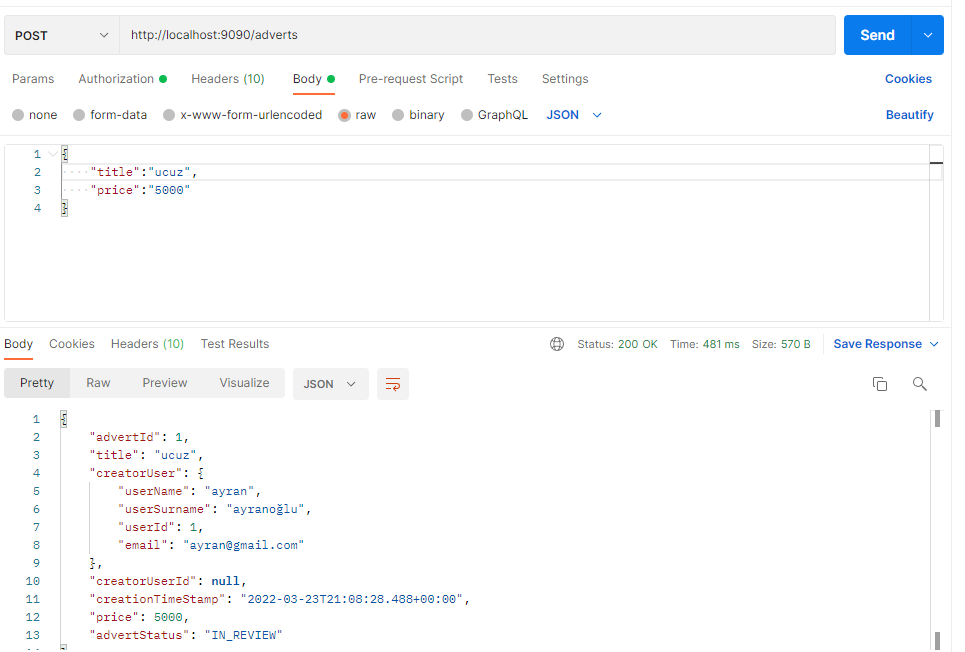 POST http://localhost:9090/adverts Send
Params Authorization Headers (10) Body Pre-request Script Tests Settings Cookies
none form-data x-www-form-urlencoded raw binary GraphQL JSON Beautify
1 {
2 "title":"ucuz",
3 "price":"5000"
4 }
Body Cookies Headers (10) Test Results Status: 200 OK Time: 481 ms Size: 570 B Save Response
Pretty Raw Preview Visualize JSON
1 {
2 "advertId": 1,
3 "title": "ucuz",
4 "creatorUser": {
5 "userName": "ayran",
6 "userSurname": "ayranoğlu",
7 "userId": 1,
8 "email": "ayran@gmail.com"
9 },
10 "creatorUserId": null,
11 "creationTimeStamp": "2022-03-23T21:08:28.488+00:00",
12 "price": 5000,
13 "advertStatus": "IN_REVIEW"